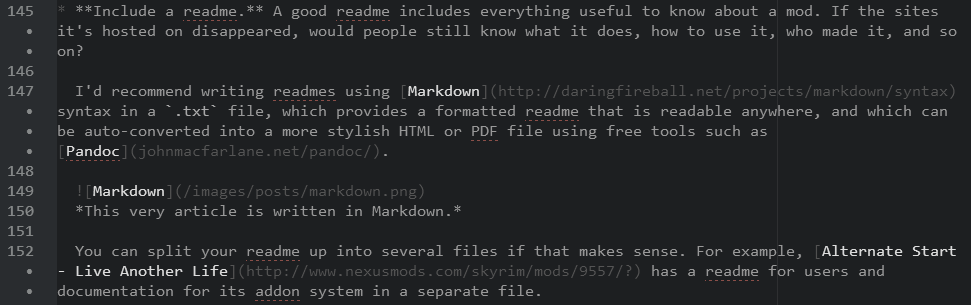 145 * **Include a readme.** A good readme includes everything useful to know about a mod. If the sites
• it's hosted on disappeared, would people still know what it does, how to use it, who made it, and so
• on?
146
147 I'd recommend writing readmes using [Markdown](http://daringfireball.net/projects/markdown/syntax)
• syntax in a `.txt` file, which provides a formatted readme that is readable anywhere, and which can
• be auto-converted into a more stylish HTML or PDF file using free tools such as
• [Pandoc](johnmacfarlane.net/pandoc/).
148
149 ![Markdown](/images/posts/markdown.png)
150 *This very article is written in Markdown.*
151
152 You can split your readme up into several files if that makes sense. For example, [Alternate Start
• - Live Another Life](http://www.nexusmods.com/skyrim/mods/9557/?) has a readme for users and
• documentation for its addon system in a separate file.